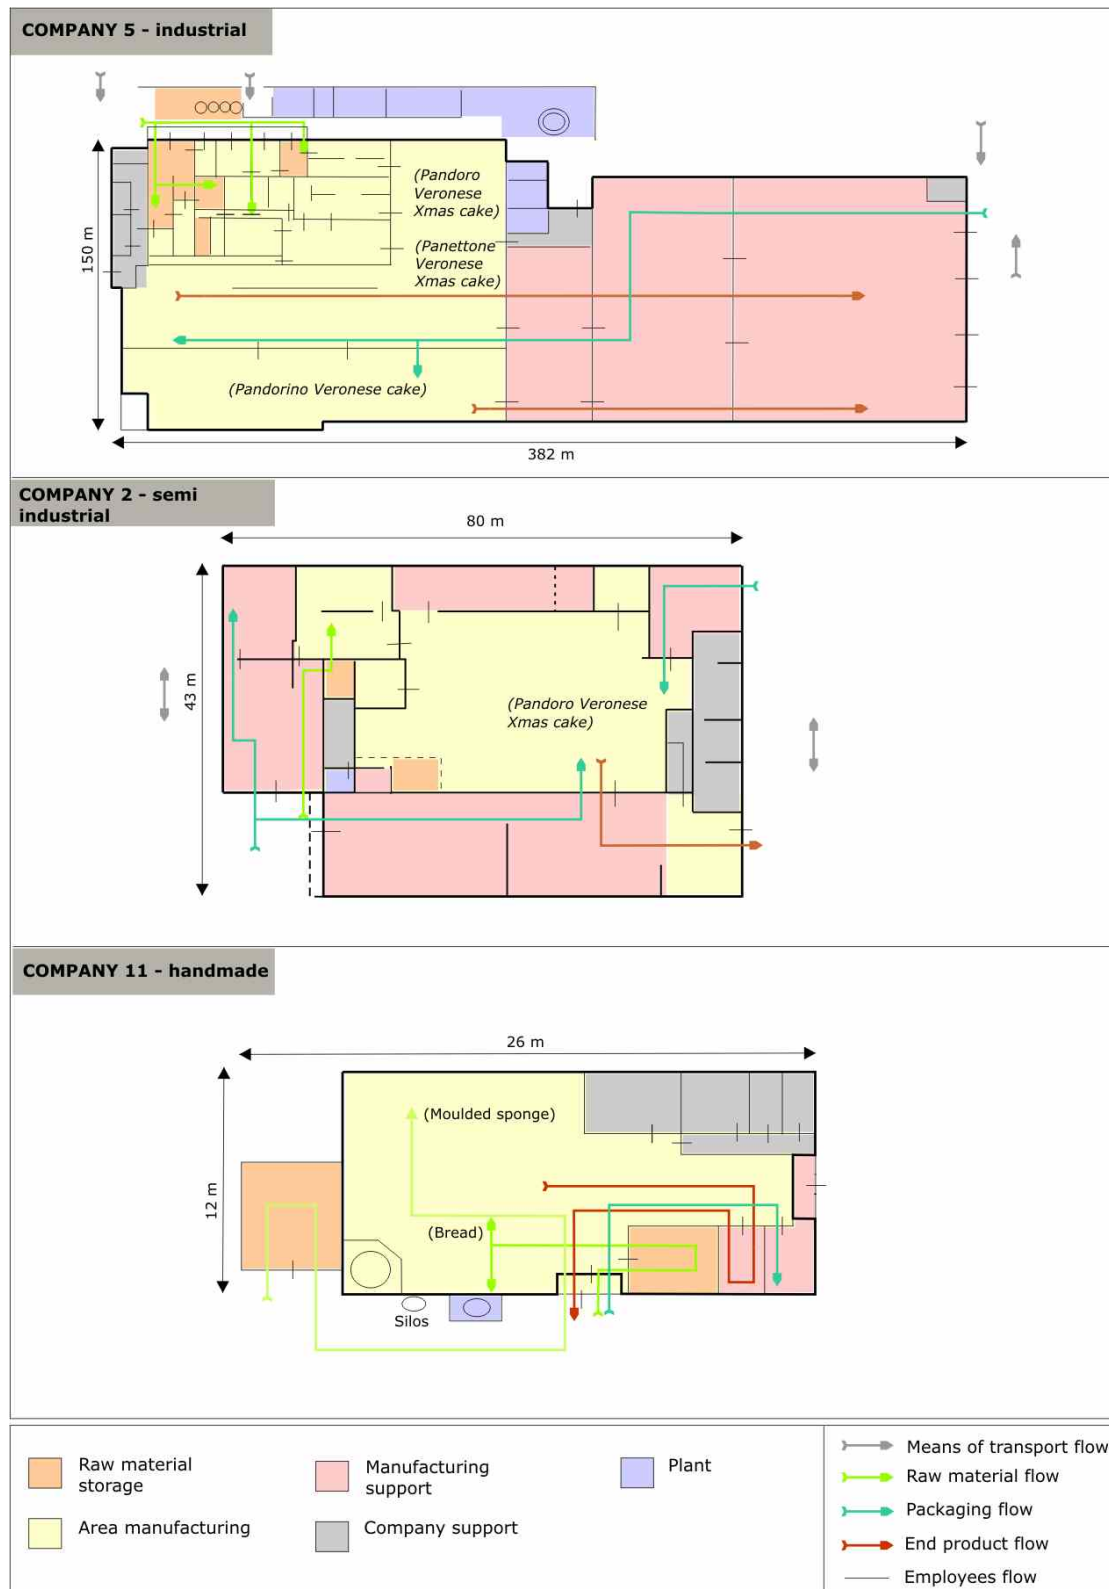 COMPANY 5 - industrial
(Pandoro
Veronese
Xmas cake)
(Panettone
Veronese
Xmas cake)
150 m
(Pandorino Veronese cake)
382 m
COMPANY 2 - semi
industrial
80 m
43 m
(Pandoro Veronese
Xmas cake)
COMPANY 11 - handmade
26 m
(Moulded sponge)
12 m
(Bread)
Silos
Raw material
storage
Manufacturing
support
Plant
Area manufacturing
Company support
Means of transport flow
Raw material flow
Packaging flow
End product flow
Employees flow